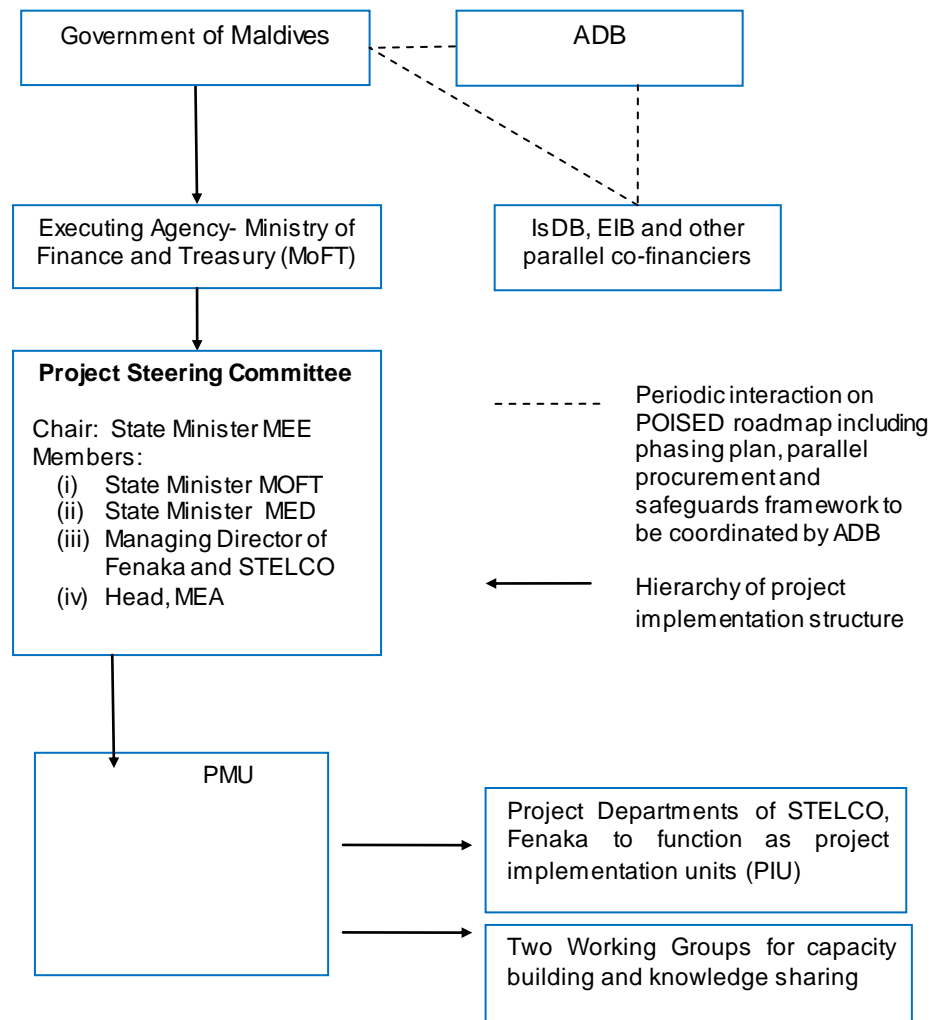 Government of Maldives
ADB
Executing Agency- Ministry of
Finance and Treasury (MoFT)
IsDB, EIB and other
parallel co-financiers
Project Steering Committee
Chair: State Minister MEE
Members:
(i) State Minister MOFT
(ii) State Minister MED
(iii) Managing Director of
Fenaka and STELCO
(iv) Head, MEA
Periodic interaction on
POISED roadmap including
phasing plan, parallel
procurement and
safeguards framework to
be coordinated by ADB
Hierarchy of project
implementation structure
PMU
Project Departments of STELCO,
Fenaka to function as project
implementation units (PIU)
Two Working Groups for capacity
building and knowledge sharing